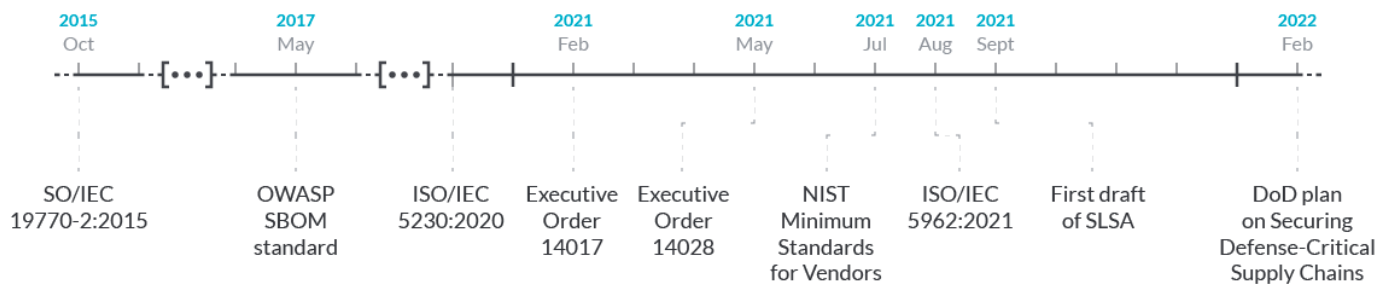 2015
Oct
2017
May
2021
Feb
2021
May
2021
Jul
2021
Aug
2021
Sept
2022
Feb
[•••]
[•••]
SO/IEC
19770-2:2015
OWASP
SBOM
standard
ISO/IEC
5230:2020
Executive
Order
14017
Executive
Order
14028
NIST
Minimum
Standards
for Vendors
ISO/IEC
5962:2021
First draft
of SLSA
DoD plan
on Securing
Defense-Critical
Supply Chains